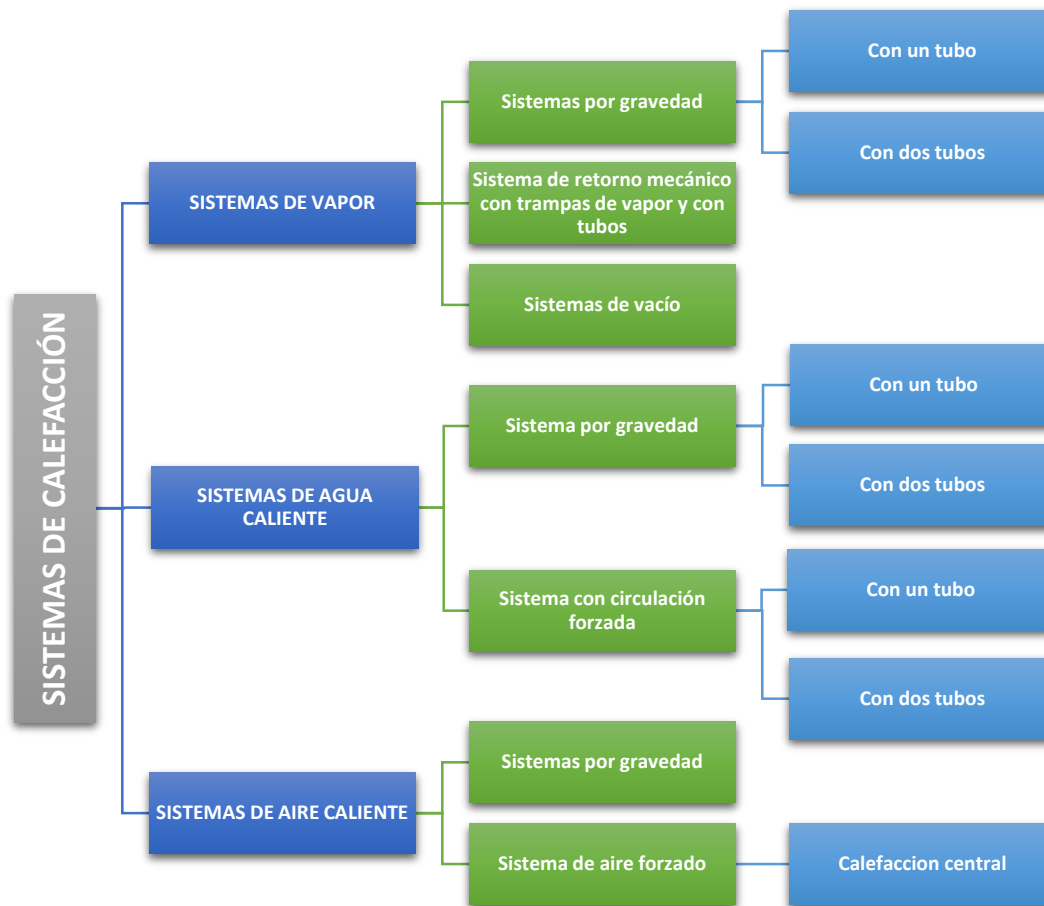 SISTEMAS DE CALEFACCIÓN
SISTEMAS DE VAPOR
Sistemas por gravedad
Con un tubo
Con dos tubos
Sistema de retorno mecánico
con trampas de vapor y con
tubos
Sistemas de vacío
SISTEMAS DE AGUA
CALIENTE
Sistema por gravedad
Con un tubo
Con dos tubos
Sistema con circulación
forzada
Con un tubo
Con dos tubos
SISTEMAS DE AIRE CALIENTE
Sistemas por gravedad
Sistema de aire forzado
Calefaccion central